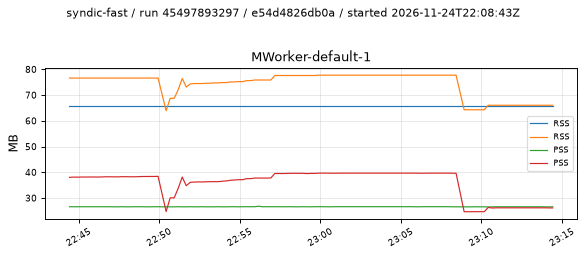 syndic-fast / run 45497893297 / e54d4826db0a / started 2026-11-24T22:08:43Z
MWorker-default-1
MB
80
70
60
50
40
30
RSS
RSS
PSS
PSS
22:45
22:50
22:55
23:00
23:05
23:10
23:15